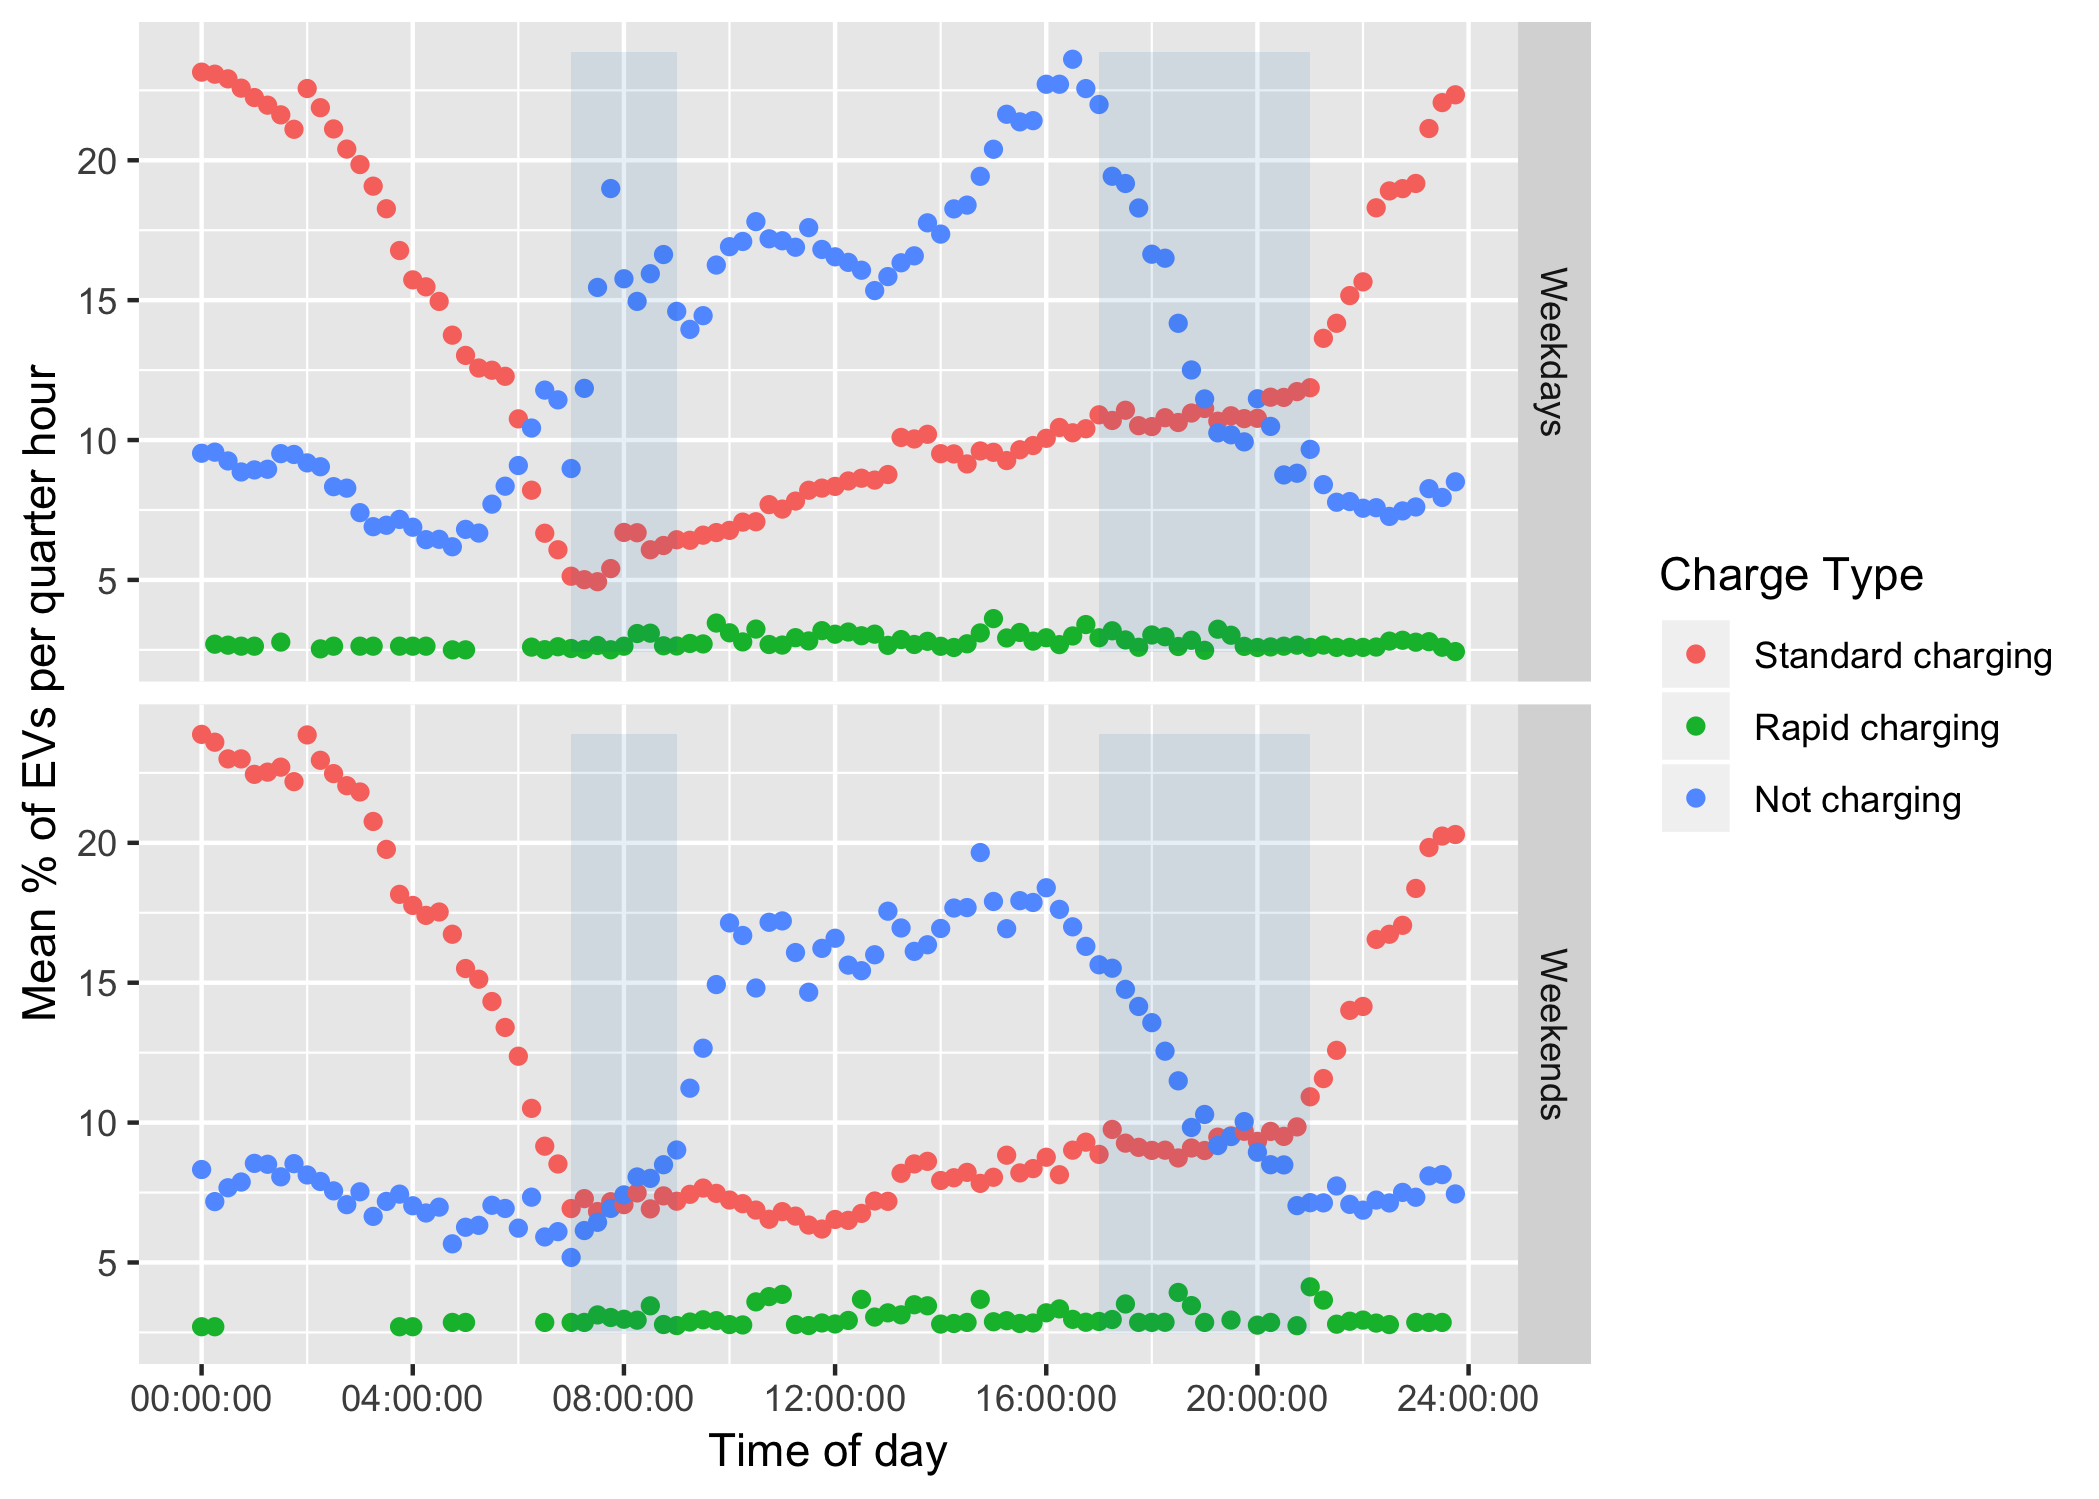 Mean % of EVs per quarter hour
20
15
10
5
Weekdays
20
15
10
5
Weekends
00:00:00 04:00:00 08:00:00 12:00:00 16:00:00 20:00:00 24:00:00
Time of day
Charge Type
Standard charging
Rapid charging
Not charging